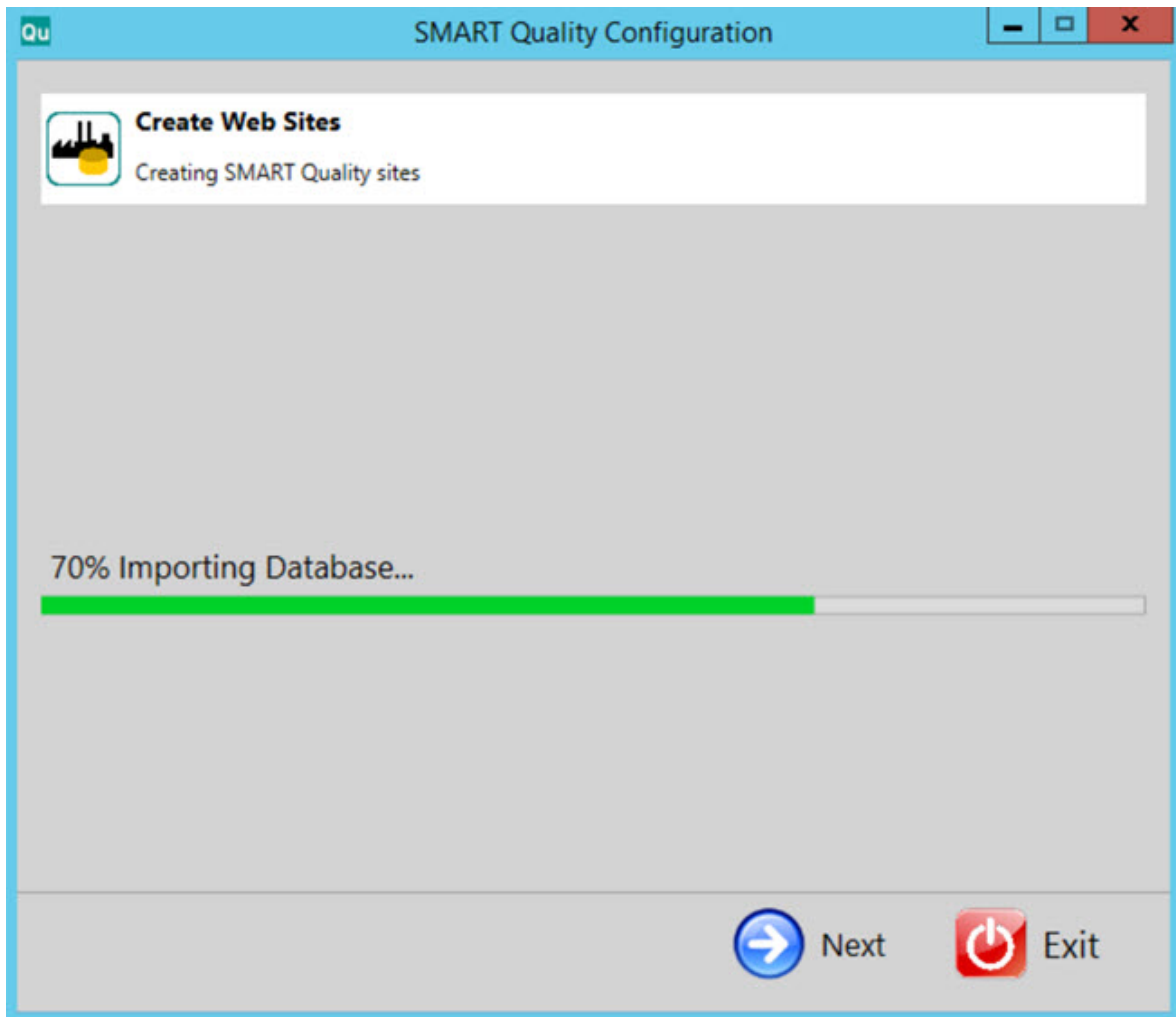 Qu
SMART Quality Configuration
Create Web Sites
Creating SMART Quality sites
70% Importing Database...
Next
Exit